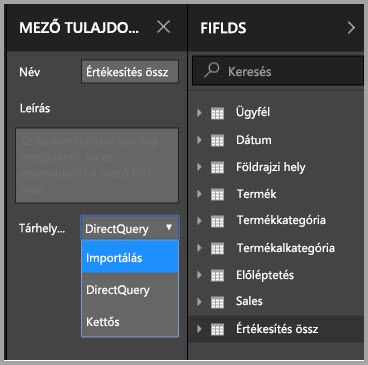 MEZŐ TULAJDO...
Név
Értékesítés össz
Leírás
Ez az elemleírásokban fog
megjelenni, ha az
egérmutatót a mező fölé
viszi.
Tárhely...
DirectQuery
Importálás
DirectQuery
Kettős
FIFLDS
Keresés
Ügyfél
Dátum
Földrajzi hely
Termék
Termékkategória
Termékalkategória
Előléptetés
Sales
Értékesítés össz